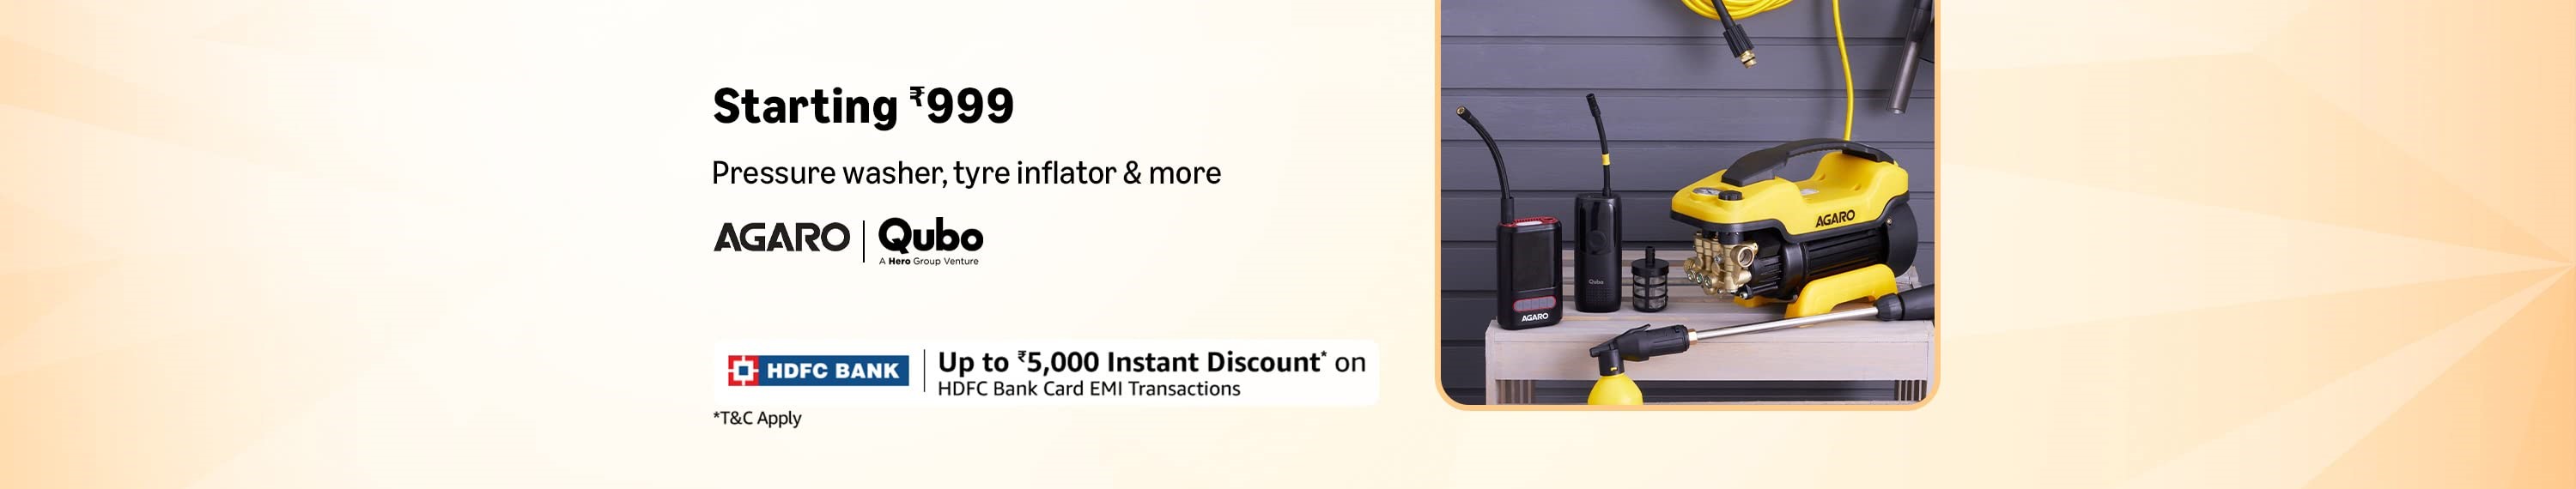 Starting ₹999
Pressure washer, tyre inflator & more
AGARO | Qubo
A Hero Group Venture
HDFC BANK | Up to ₹5,000 Instant Discount* on
HDFC Bank Card EMI Transactions
*T&C Apply
AGARO
Qubo
AGARO